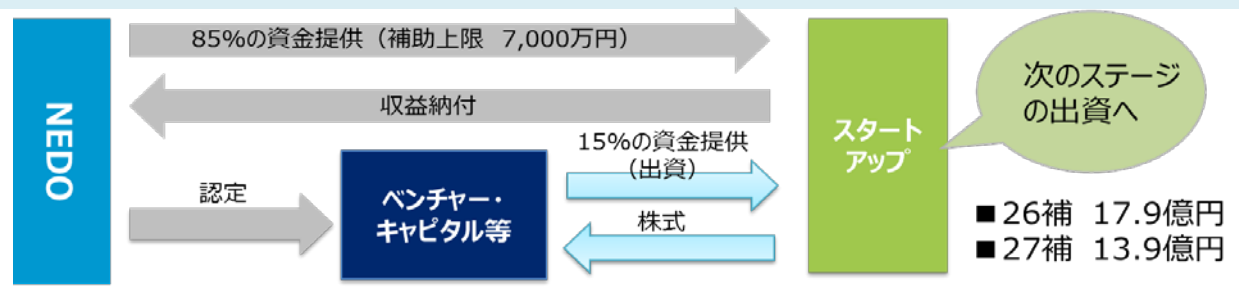 NEDO
85%の資金提供（補助上限 7,000万円）
収益納付
認定
ベンチャー・
キャピタル等
15%の資金提供
（出資）
株式
スタート
アップ
次のステージ
の出資へ
■26補 17.9億円
■27補 13.9億円